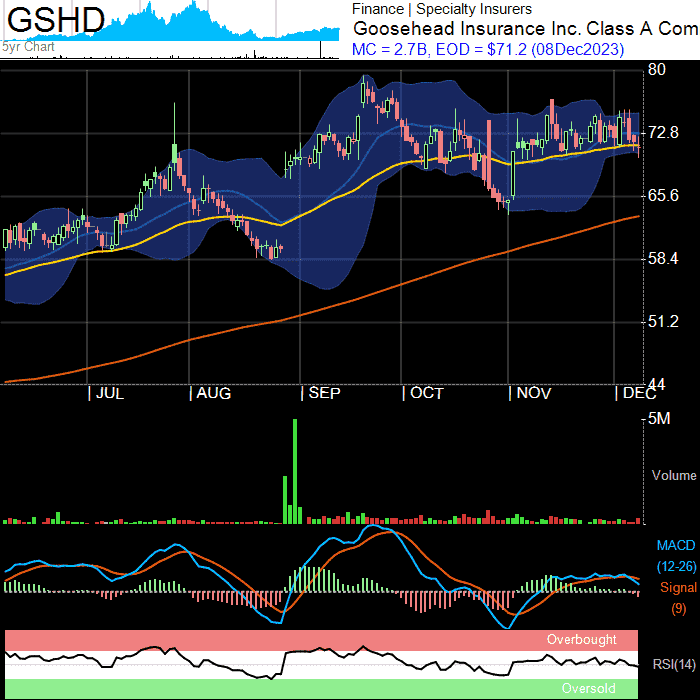 GSHD
5yr Chart
Finance | Specialty Insurers
Goosehead Insurance Inc. Class A Com
MC = 2.7B, EOD = $71.2 (08Dec2023)
80
72.8
65.6
58.4
51.2
44
JUL AUG SEP OCT NOV DEC
5M
Volume
MACD
(12-26)
Signal
(9)
Overbought
RSI(14)
Oversold